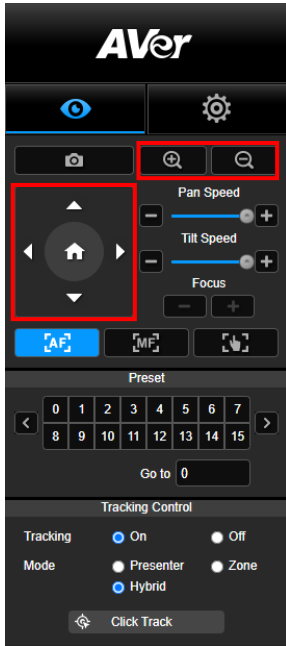 AVer
Pan Speed
Tilt Speed
Focus
AF MF
Preset
0 1 2 3 4 5 6 7
8 9 10 11 12 13 14 15
Go to 0
Tracking Control
Tracking On Off
Mode Presenter Zone
Hybrid
Click Track